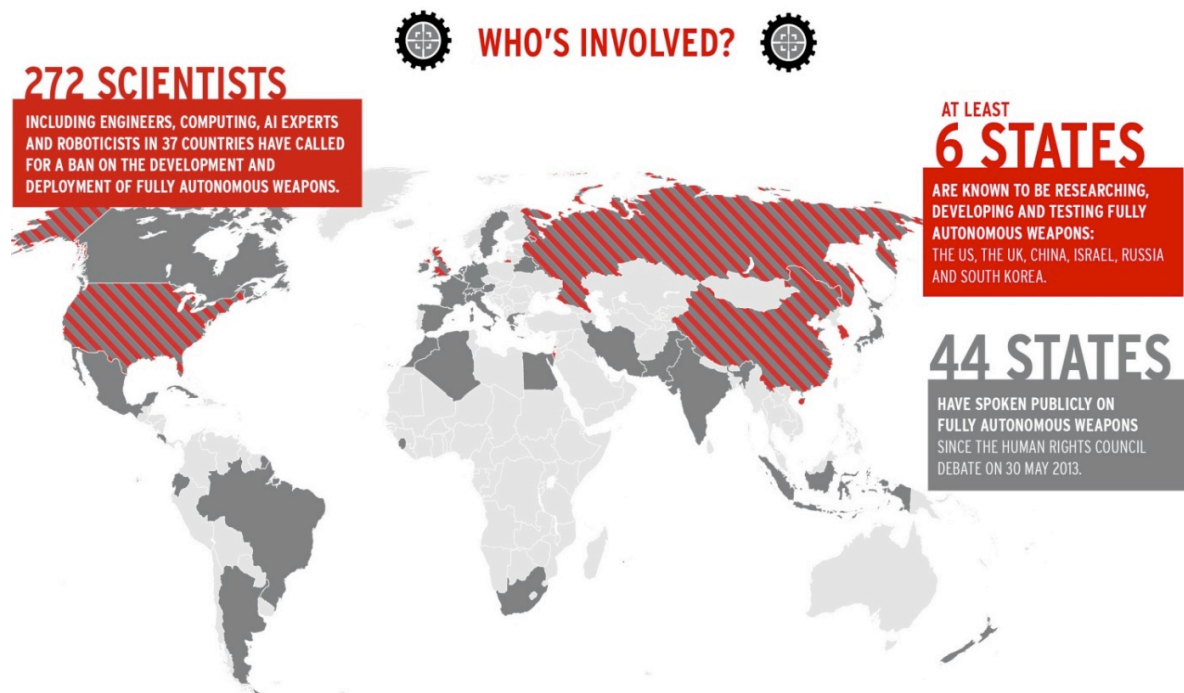 WHO'S INVOLVED?
272 SCIENTISTS
INCLUDING ENGINEERS, COMPUTING, AI EXPERTS
AND ROBOTICISTS IN 37 COUNTRIES HAVE CALLED
FOR A BAN ON THE DEVELOPMENT AND
DEPLOYMENT OF FULLY AUTONOMOUS WEAPONS.
AT LEAST
6 STATES
ARE KNOWN TO BE RESEARCHING,
DEVELOPING AND TESTING FULLY
AUTONOMOUS WEAPONS:
THE US, THE UK, CHINA, ISRAEL, RUSSIA
AND SOUTH KOREA.
44 STATES
HAVE SPOKEN PUBLICLY ON
FULLY AUTONOMOUS WEAPONS
SINCE THE HUMAN RIGHTS COUNCIL
DEBATE ON 30 MAY 2013.